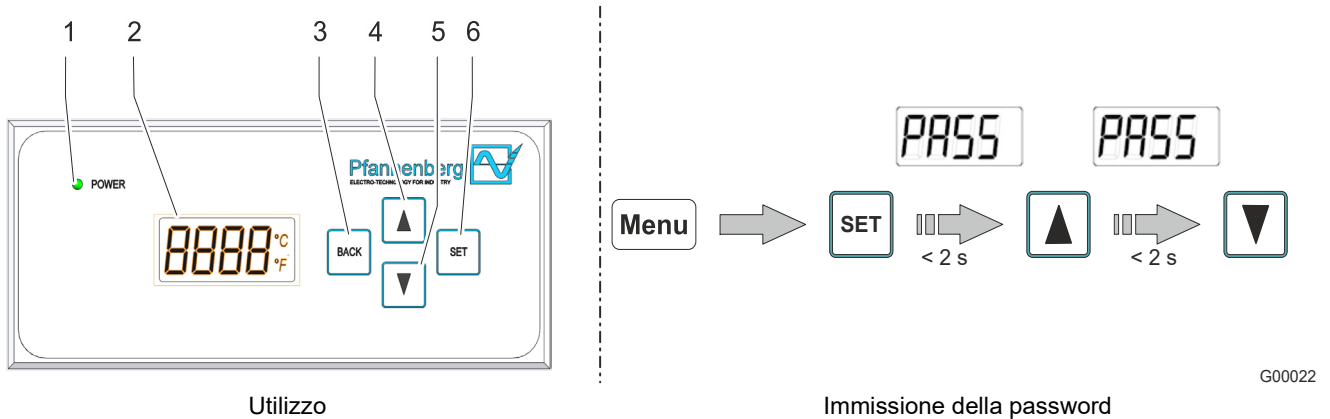 1 2 3 4 5 6
POWER
Pfannenberg
ELECTRO-TECHNOLOGY FOR INDUSTRY
8888 °C
°F
BACK
▲
▼
SET
PASS PASS
Menu SET < 2 s ▲ < 2 s ▼
G00022
Utilizzo
Immissione della password